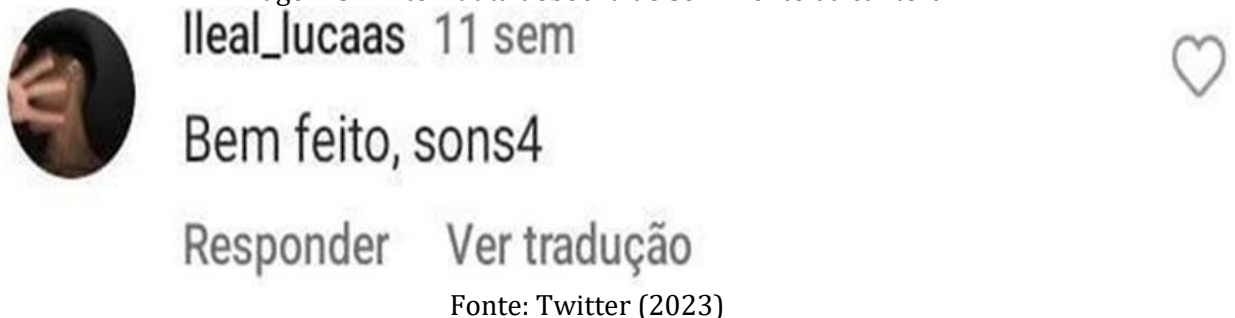 lleal_lucaas 11 sem
Bem feito, sons4
Responder Ver tradução
Fonte: Twitter (2023)